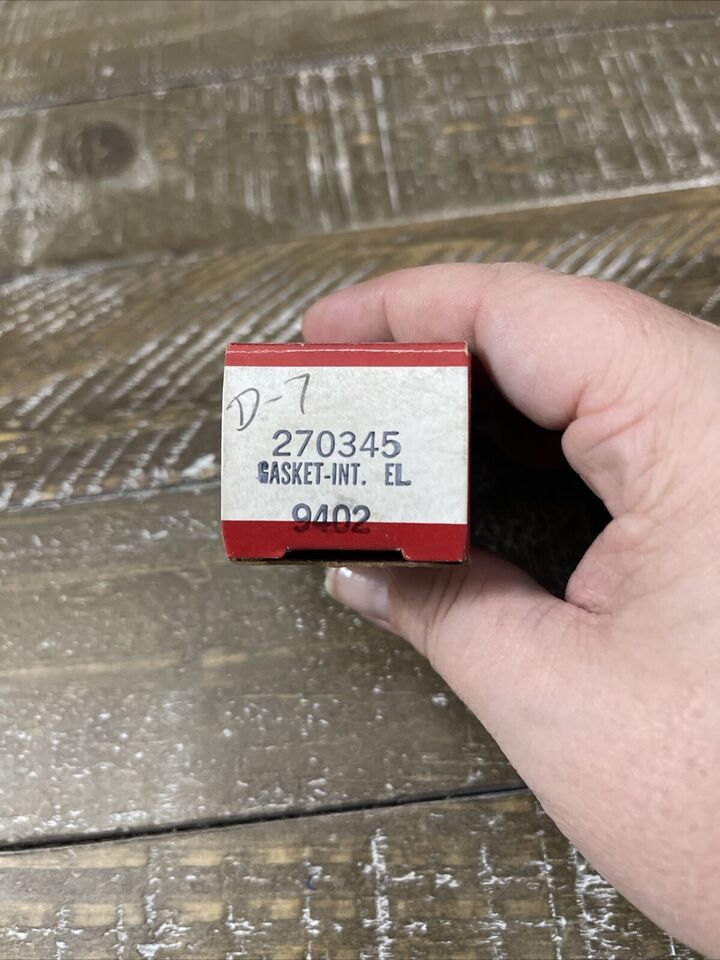 D-7
270345
GASKET-INT. EL.
9402